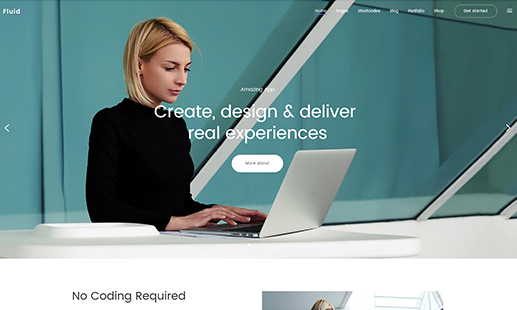 Fluid
Home Pages Shortcodes Blog Portfolio Shop Get started
Amazing App
Create, design & deliver
real experiences
More about
No Coding Required